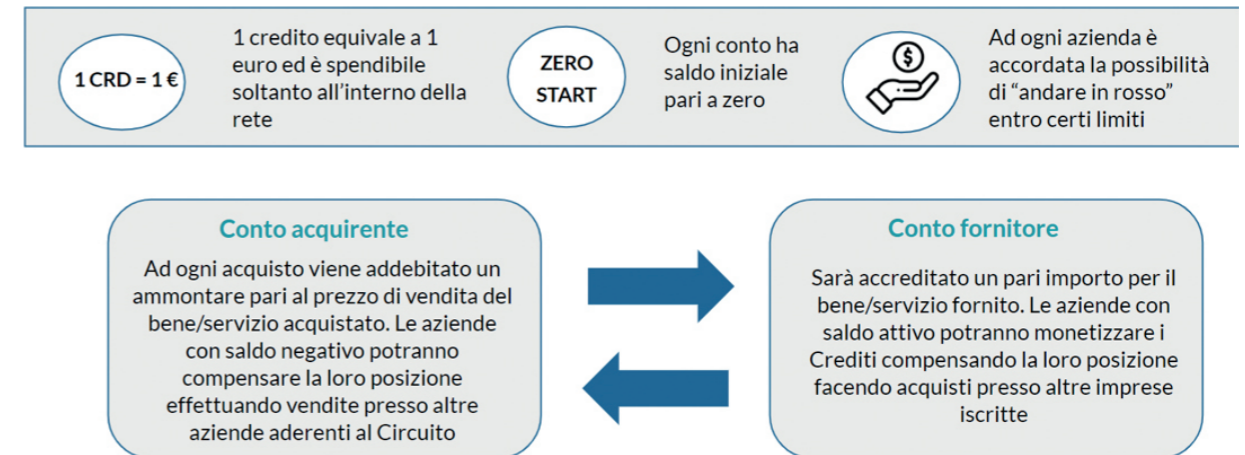 1 CRD = 1 €
1 credito equivale a 1
euro ed è spendibile
soltanto all'interno della
rete
ZERO
START
Ogni conto ha
saldo iniziale
pari a zero
$
Ad ogni azienda è
accordata la possibilità
di "andare in rosso"
entro certi limiti
Conto acquirente
Ad ogni acquisto viene addebitato un
ammontare pari al prezzo di vendita del
bene/servizio acquistato. Le aziende
con saldo negativo potranno
compensare la loro posizione
effettuando vendite presso altre
aziende aderenti al Circuito
Conto fornitore
Sarà accreditato un pari importo per il
bene/servizio fornito. Le aziende con
saldo attivo potranno monetizzare i
Crediti compensando la loro posizione
facendo acquisti presso altre imprese
iscritte